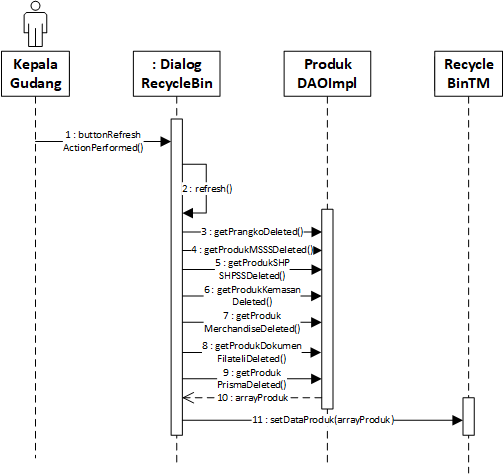 Kepala
Gudang
: Dialog
RecycleBin
Produk
DAOImpl
Recycle
BinTM
1 : buttonRefresh
ActionPerformed()
2 : refresh()
3 : getPrangkoDeleted()
4 : getProdukMSSSDeleted()
5 : getProdukSHP
SHPSSDeleted()
6 : getProdukKemasan
Deleted()
7 : getProduk
MerchandiseDeleted()
8 : getProdukDokumen
FilateliDeleted()
9 : getProduk
PrismaDeleted()
10 : arrayProduk
11 : setDataProduk(arrayProduk)